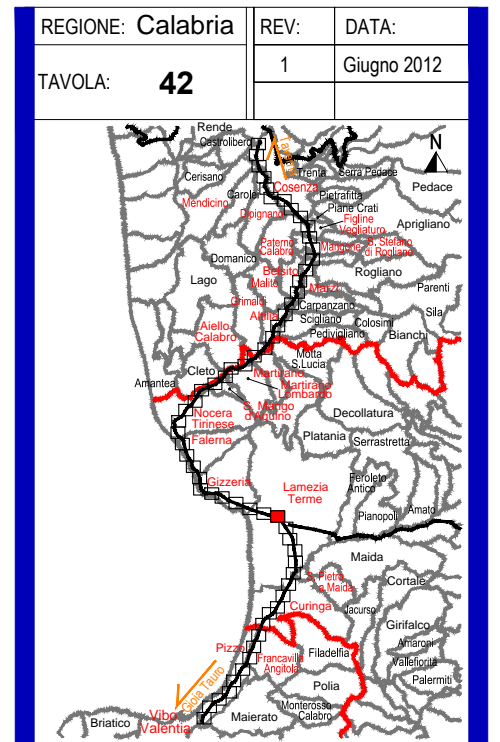 REGIONE: Calabria
REV:
DATA:
TAVOLA: 42
1
Giugno 2012
N
Rende
Castrolibero
Trenta
Serra Pedace
Cerisano
Carolei
Cosenza
Pedace
Pietrafitta
Mendicino
Dipignano
Piane Crati
Figline
Vegliaturo
Aprigliano
Paterno
Calabro
Mangone
S. Stefano
di Rogliano
Domanico
Belsito
Rogliano
Lago
Malito
Marzi
Parenti
Grimaldi
Carpanzano
Altilia
Scigliano
Colosimi
Sila
Aiello
Calabro
Pedivigliano
Bianchi
Motta
S.Lucia
Cleto
Martirano
Amantea
Martirano
Lombardo
S. Mango
d'Aquino
Nocera
Tirinese
Decollatura
Falerna
Platania
Serrastretta
Gizzeria
Lamezia
Terme
Feroleto
Antico
Pianopoli
Amato
Maida
S. Pietro
a Maida
Cortale
Curinga
Jacurso
Girifalco
Pizzo
Francavilla
Angitola
Filadelfia
Amaroni
Vallefiorita
Polia
Palermiti
Gioia Tauro
Monterosso
Calabro
Vibo
Valentia
Briatico
Maierato